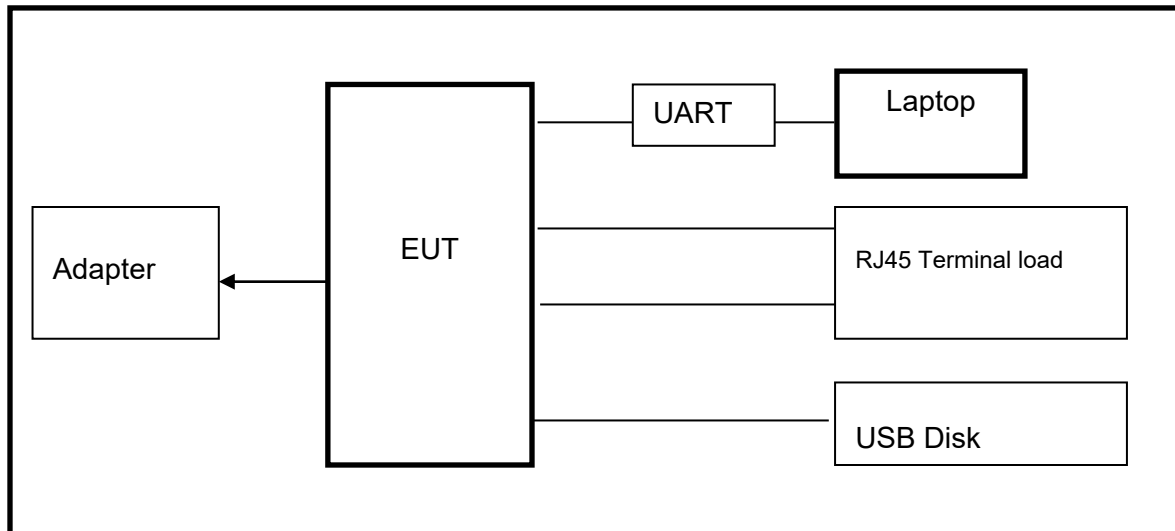 UART
Laptop
Adapter
EUT
RJ45 Terminal load
USB Disk